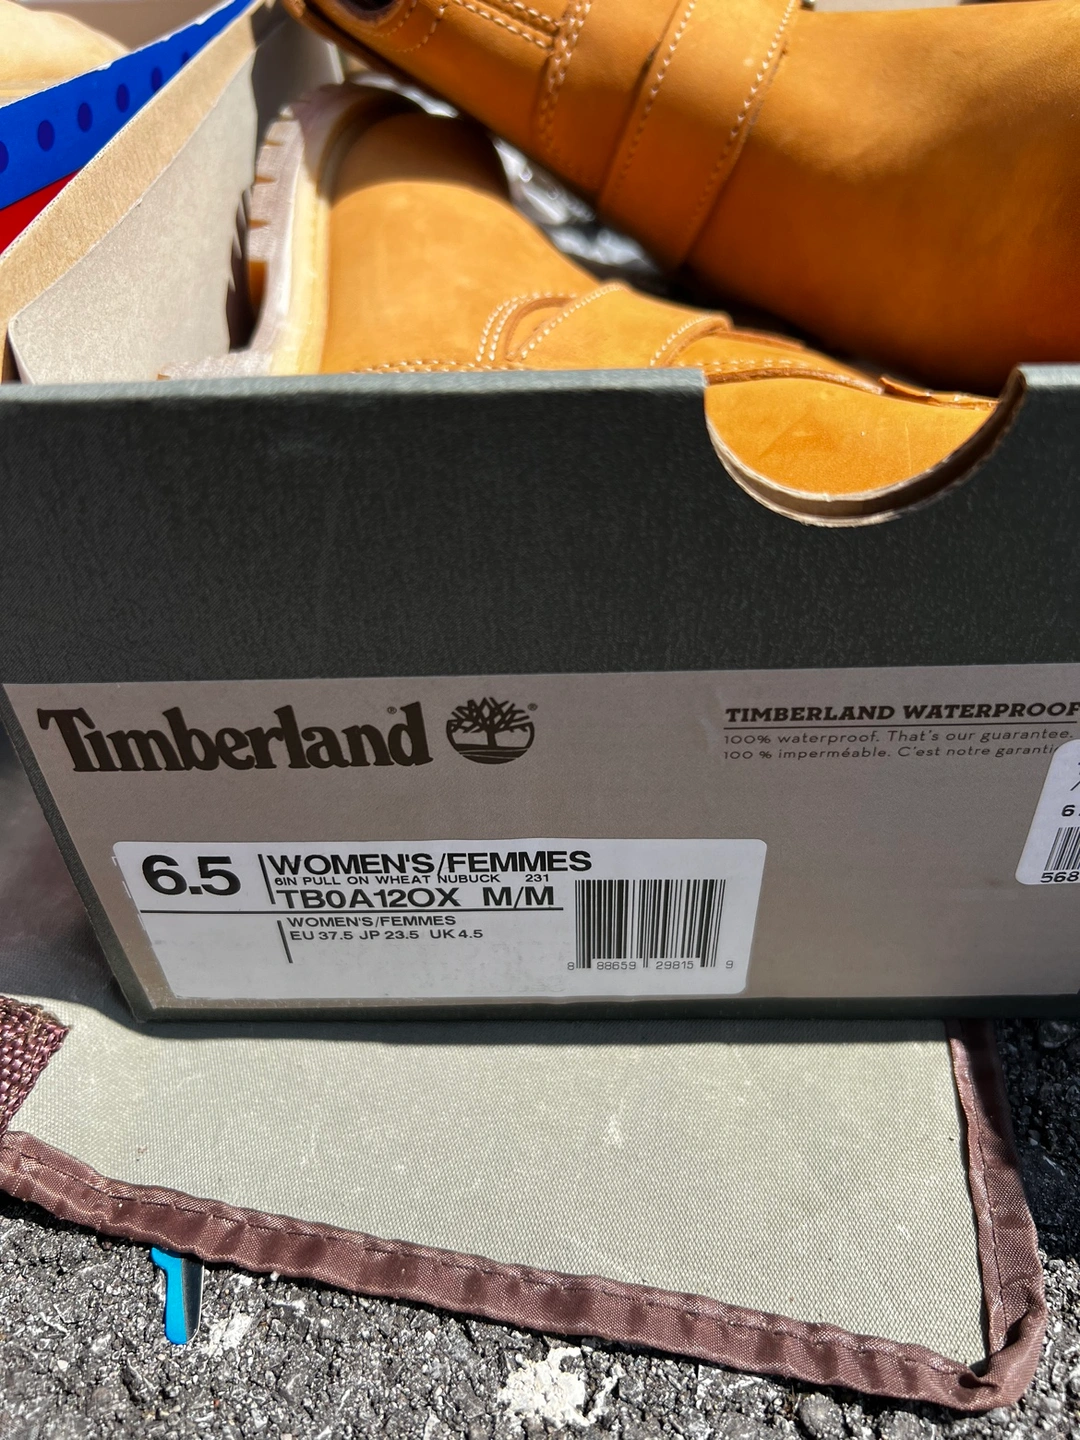 Timberland®
®
TIMBERLAND WATERPROOF
100% waterproof. That's our guarantee.
100 % imperméable. C'est notre garanti
6.5
WOMEN'S/FEMMES
6IN PULL ON WHEAT NUBUCK 231
TB0A12OX M/M
WOMEN'S/FEMMES
EU 37.5 JP 23.5 UK 4.5
8 88659 29815 9
6
568